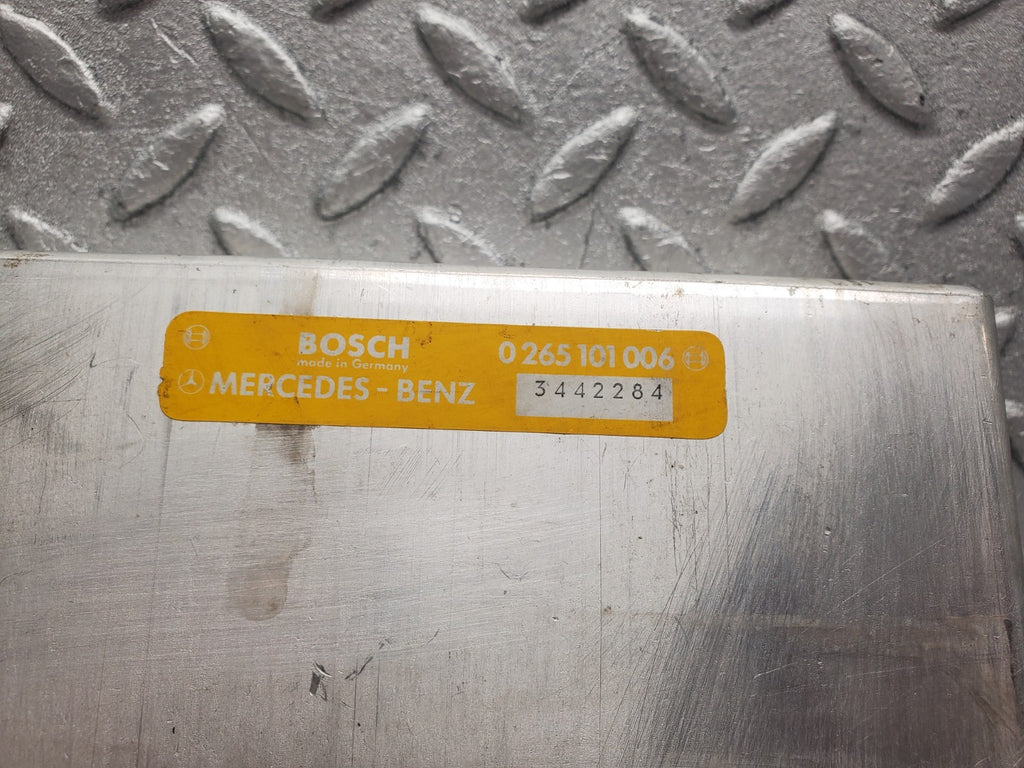 BOSCH 0 265 101 006
made in Germany
MERCEDES - BENZ 3442284